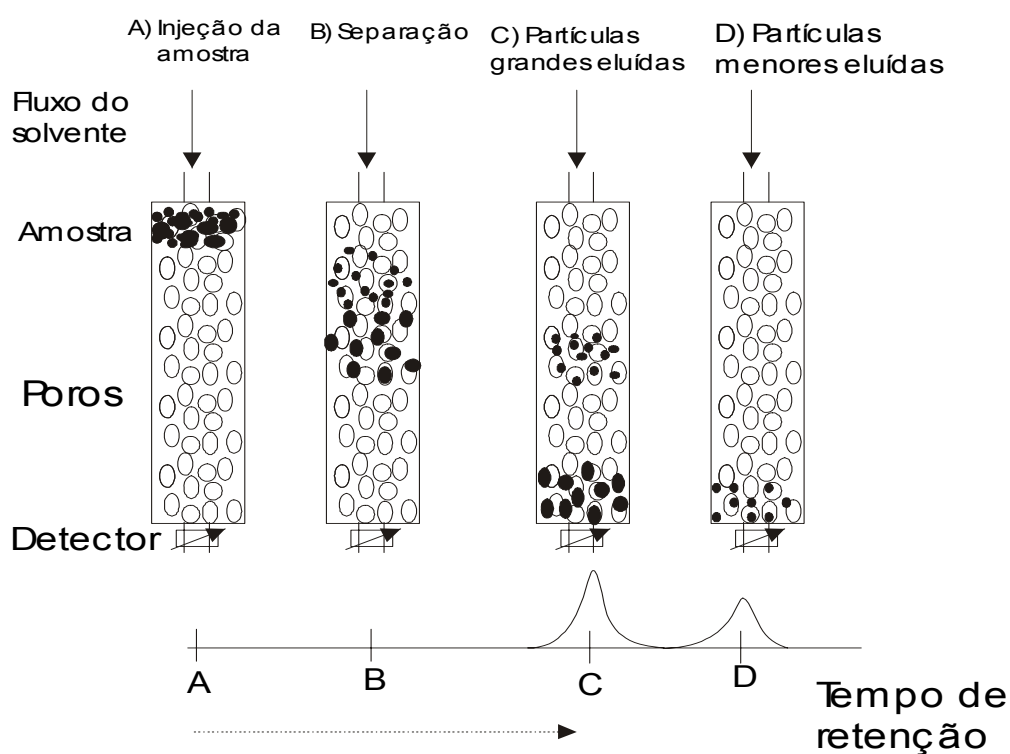 A) Injeção da
amostra
B) Separação
C) Partículas
grandes eluídas
D) Partículas
menores eluídas
Fluxo do
solvente
Amostra
Poros
Detector
A
B
C
D
Tempo de
retenção